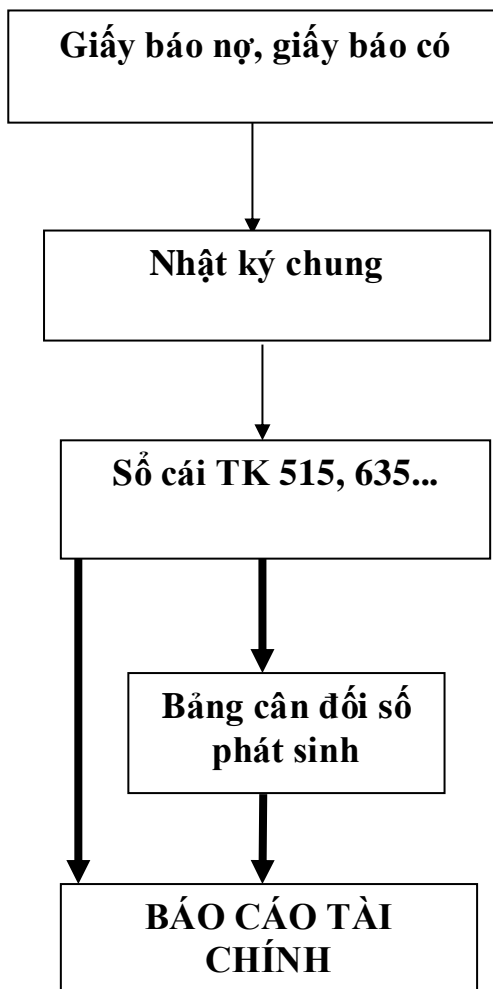 Giấy báo nợ, giấy báo có
Nhật ký chung
Sổ cái TK 515, 635...
Bảng cân đối số
phát sinh
BÁO CÁO TÀI
CHÍNH